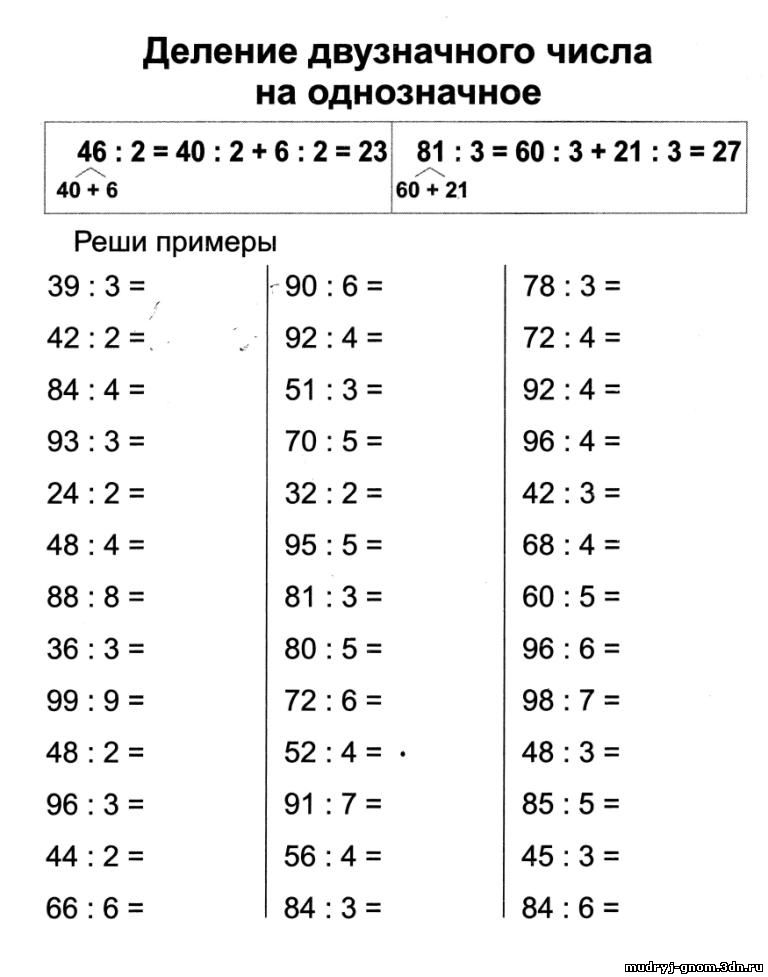 Деление двузначного числа
на однозначное
46 : 2 = 40 : 2 + 6 : 2 = 23
40 + 6
81 : 3 = 60 : 3 + 21 : 3 = 27
60 + 21
Реши примеры
39 : 3 =
42 : 2 =
84 : 4 =
93 : 3 =
24 : 2 =
48 : 4 =
88 : 8 =
36 : 3 =
99 : 9 =
48 : 2 =
96 : 3 =
44 : 2 =
66 : 6 =
90 : 6 =
92 : 4 =
51 : 3 =
70 : 5 =
32 : 2 =
95 : 5 =
81 : 3 =
80 : 5 =
72 : 6 =
52 : 4 =
91 : 7 =
56 : 4 =
84 : 3 =
78 : 3 =
72 : 4 =
92 : 4 =
96 : 4 =
42 : 3 =
68 : 4 =
60 : 5 =
96 : 6 =
98 : 7 =
48 : 3 =
85 : 5 =
45 : 3 =
84 : 6 =
mudryj-gnom.3dn.ru